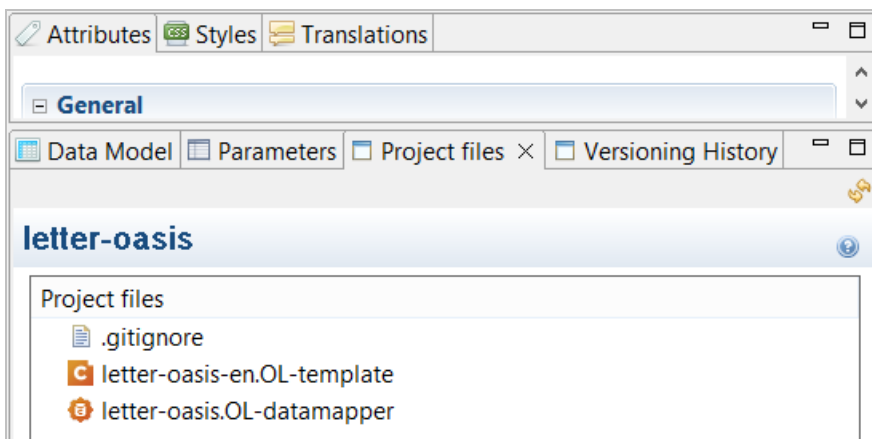 Attributes CSS Styles Translations
General
Data Model Parameters Project files Versioning History
letter-oasis
Project files
.gitignore
C letter-oasis-en.OL-template
letter-oasis.OL-datamapper